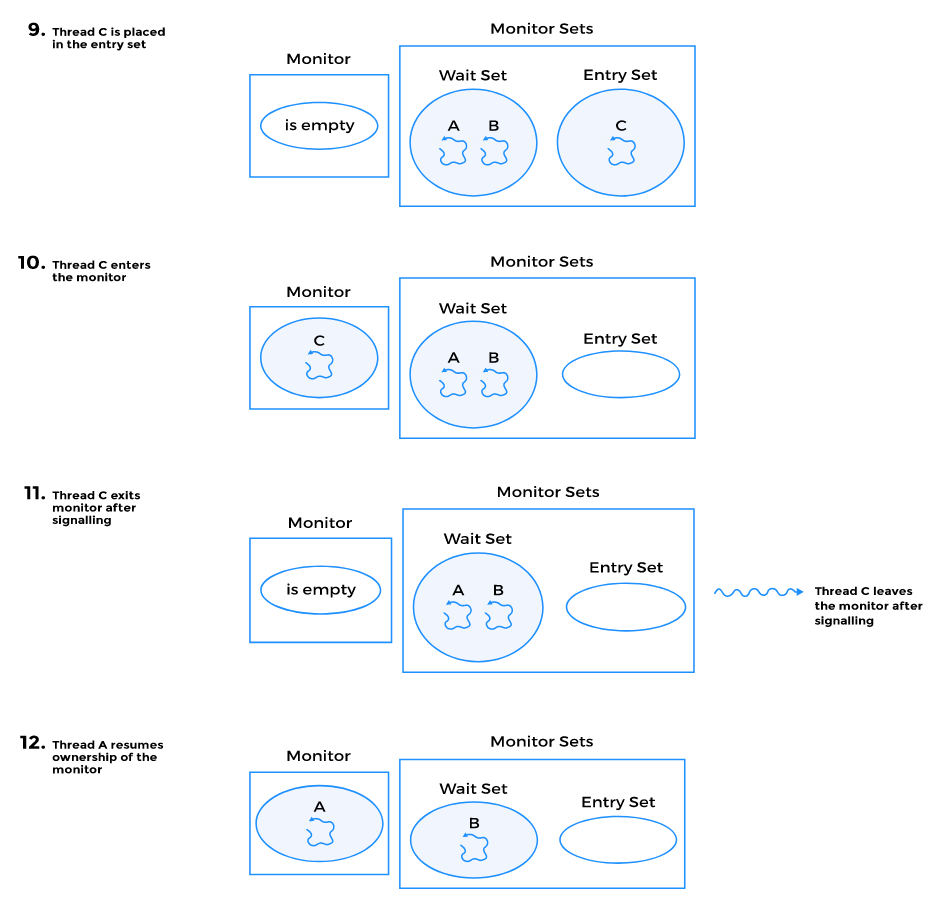 9. Thread C is placed
in the entry set
Monitor Sets
Monitor
Wait Set
Entry Set
is empty
A
B
C
10. Thread C enters
the monitor
Monitor Sets
Monitor
Wait Set
Entry Set
C
A
B
11. Thread C exits
monitor after
signalling
Monitor Sets
Monitor
Wait Set
Entry Set
is empty
A
B
Thread C leaves
the monitor after
signalling
12. Thread A resumes
ownership of the
monitor
Monitor Sets
Monitor
Wait Set
Entry Set
A
B